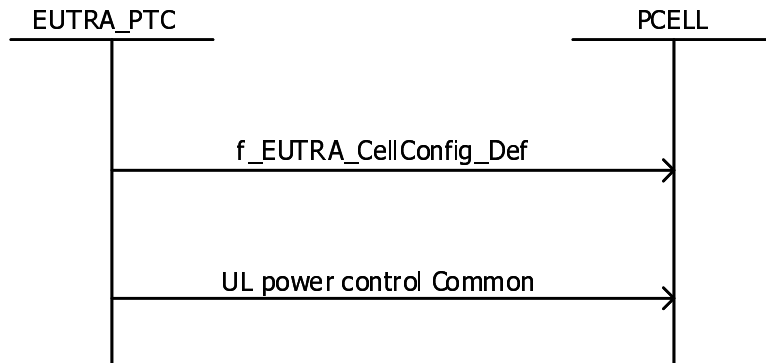 EUTRA_PTC
PCELL
f_EUTRA_CellConfig_Def
UL power control Common